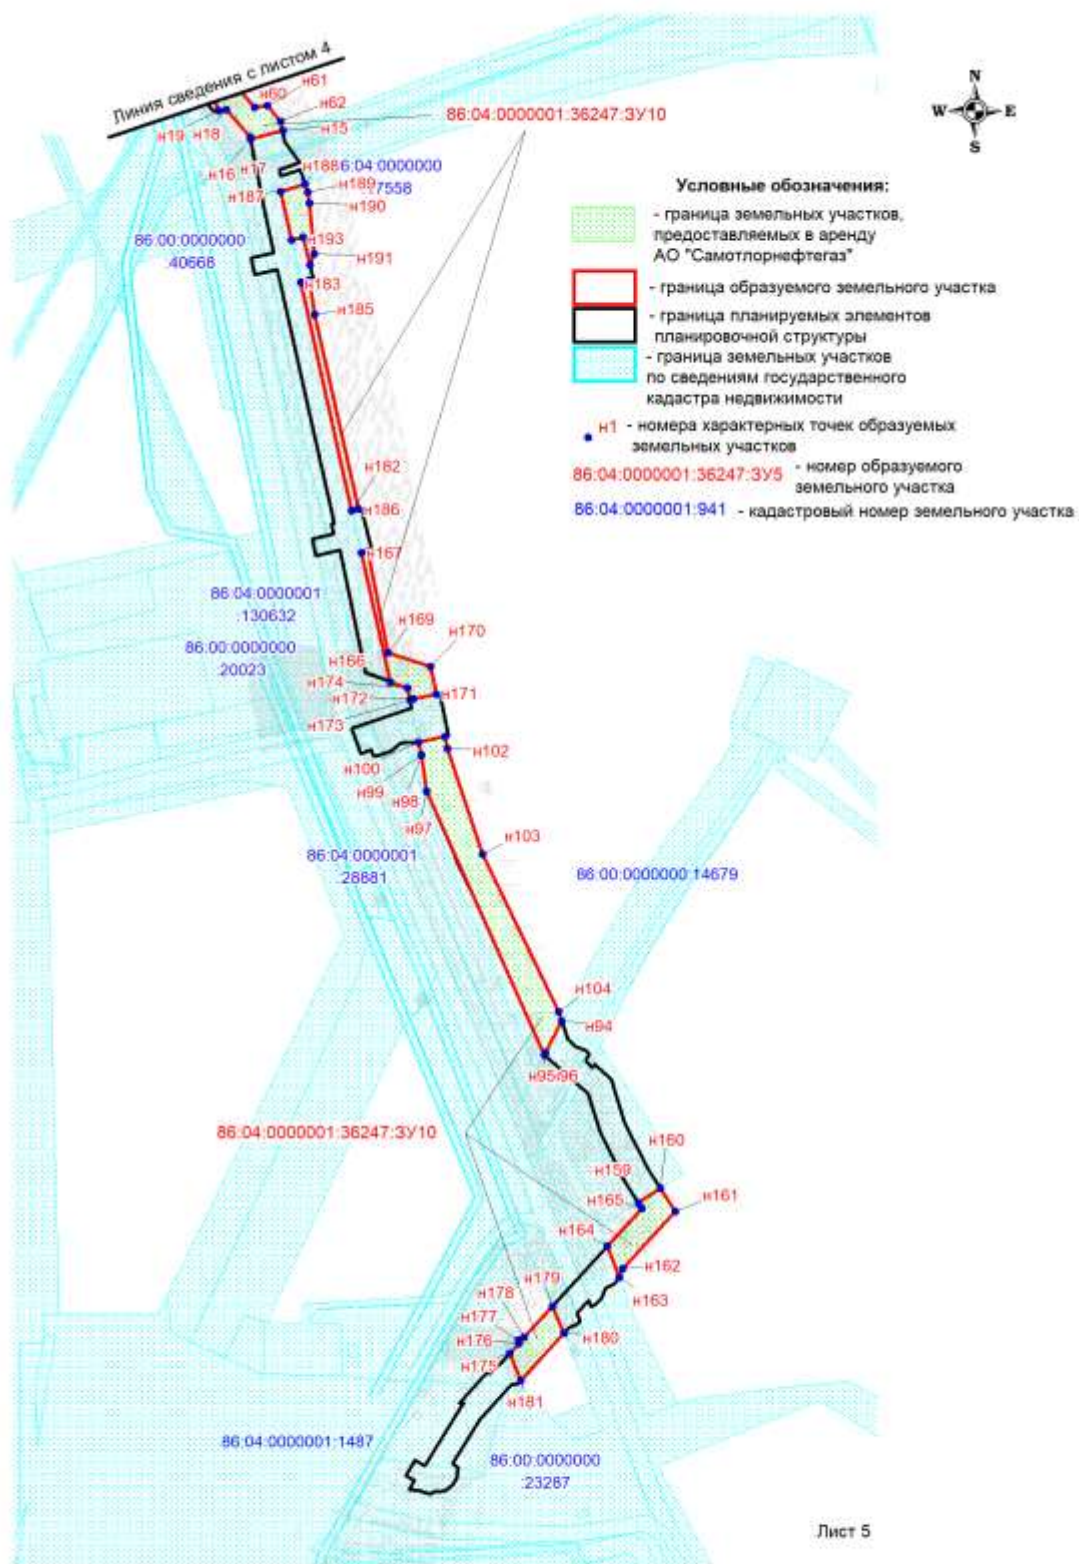 Линия сведения с листом 4
н61
н60
н62
н19
н18
н15
86:04:0000001:36247:ЗУ10
N
W
E
S
н17
н16
н188
6:04:0000000
н189
:7558
н187
н190
86:00:0000000
:40668
н193
н191
н183
н185
Условные обозначения:
- граница земельных участков,
предоставляемых в аренду
АО "Самотлорнефтегаз"
- граница образуемого земельного участка
- граница планируемых элементов
планировочной структуры
- граница земельных участков
по сведениям государственного
кадастра недвижимости
н1 - номера характерных точек образуемых
земельных участков
86:04:0000001:36247:ЗУ5 - номер образуемого
земельного участка
86:04:0000001:941 - кадастровый номер земельного участка
н182
н186
н167
86:04:0000001
:130632
н169
н170
86:00:0000000
:20023
н166
н174
н172
н171
н173
н102
н100
н99
н98
н97
н103
86:04:0000001
:28881
86:00:0000000:14679
н104
н94
н95
96
86:04:0000001:36247:ЗУ10
н160
н159
н165
н161
н164
н162
н163
н179
н178
н177
н176
н180
н175
н181
86:04:0000001:1487
86:00:0000000
:23287
Лист 5